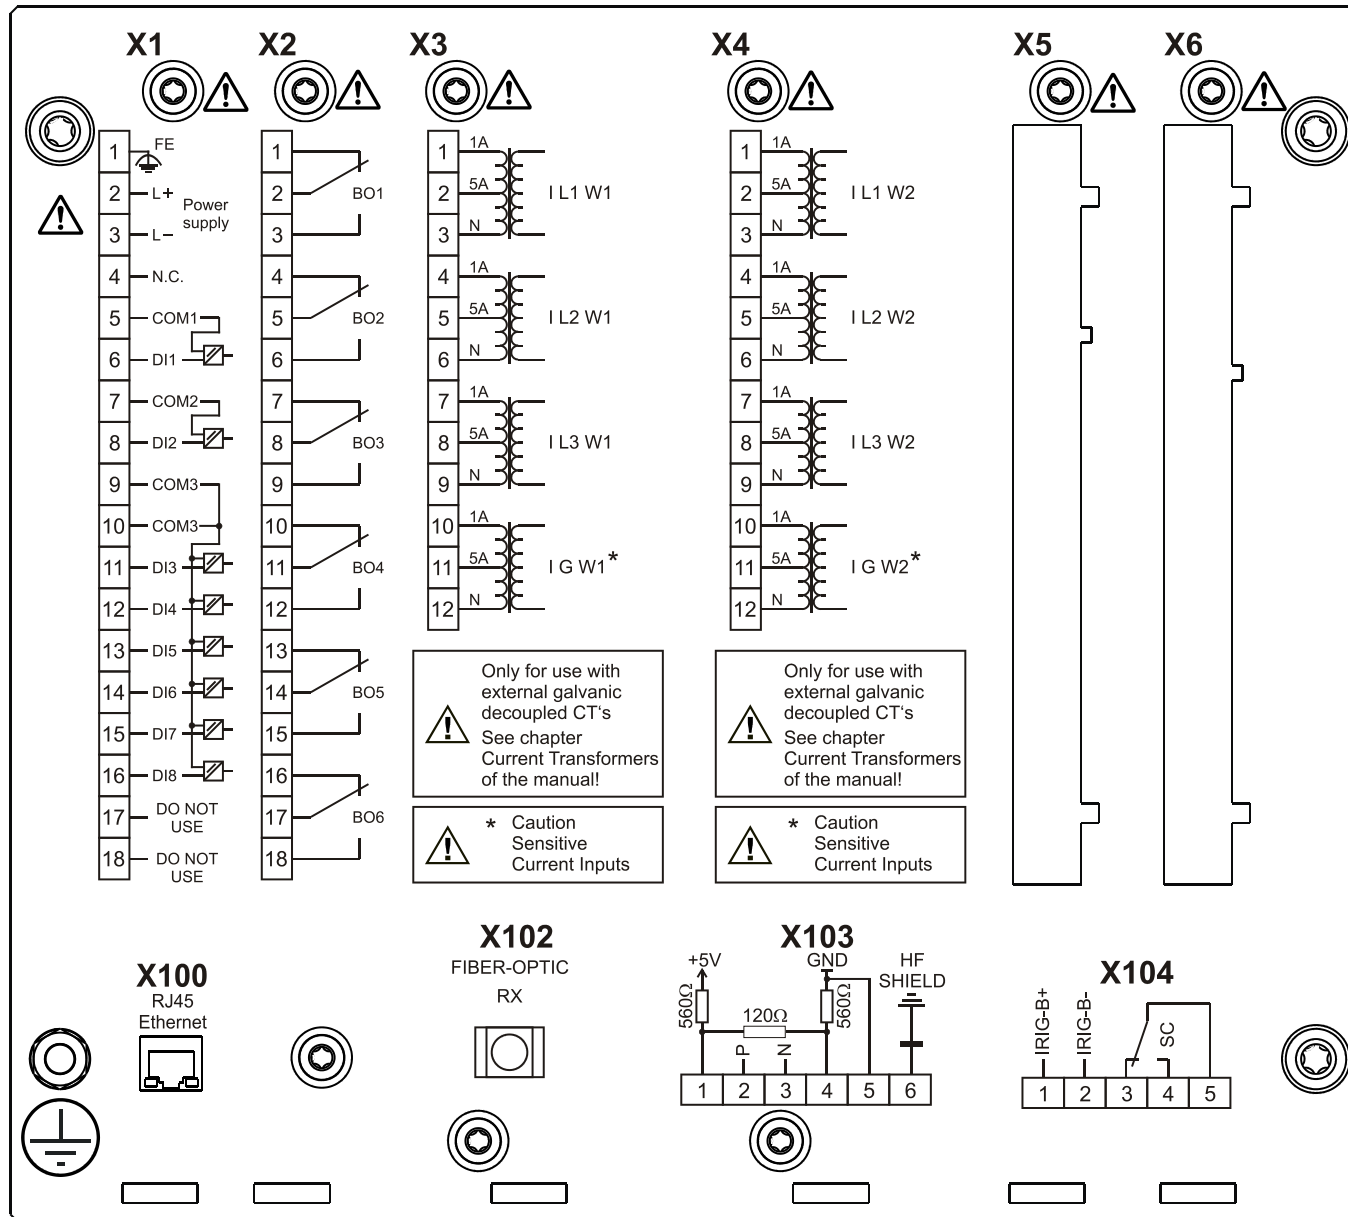 X1 X2 X3 X4 X5 X6
1 FE
2 L+
Power
supply
3 L–
4 N.C.
5 COM1
6 DI1
7 COM2
8 DI2
9 COM3
10 COM3
11 DI3
12 DI4
13 DI5
14 DI6
15 DI7
16 DI8
17 DO NOT
USE
18 DO NOT
USE
1
2 BO1
3
4
5 BO2
6
7
8 BO3
9
10
11 BO4
12
13
14 BO5
15
16
17 BO6
18
1 1A
2 5A I L1 W1
3 N
4 1A
5 5A I L2 W1
6 N
7 1A
8 5A I L3 W1
9 N
10 1A
11 5A I G W1*
12 N
Only for use with
external galvanic
decoupled CT‘s
See chapter
Current Transformers
of the manual!
* Caution
Sensitive
Current Inputs
1 1A
2 5A I L1 W2
3 N
4 1A
5 5A I L2 W2
6 N
7 1A
8 5A I L3 W2
9 N
10 1A
11 5A I G W2*
12 N
Only for use with
external galvanic
decoupled CT‘s
See chapter
Current Transformers
of the manual!
* Caution
Sensitive
Current Inputs
X100
RJ45
Ethernet
X102
FIBER-OPTIC
RX
X103
+5V GND HF
SHIELD
560Ω 120Ω 560Ω
P N
1 2 3 4 5 6
X104
IRIG-B+ IRIG-B- SC
1 2 3 4 5